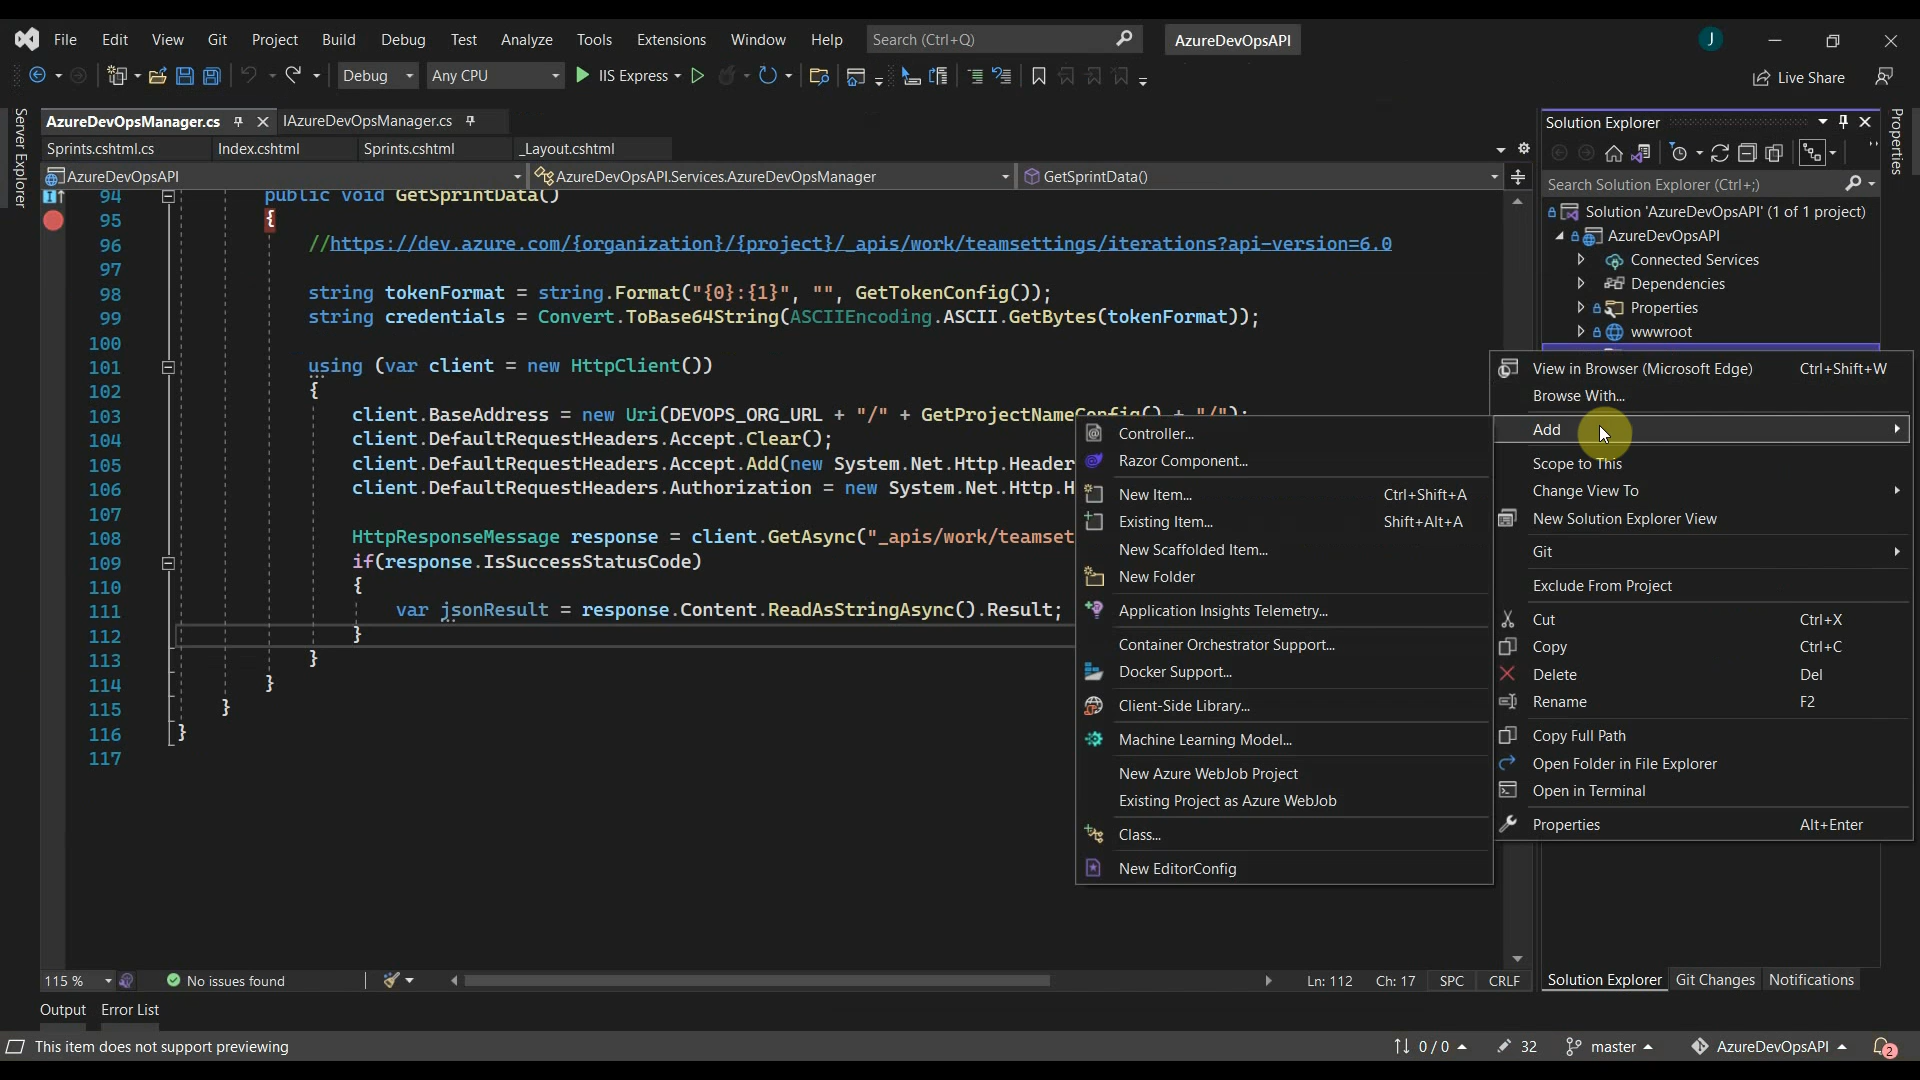 File Edit View Git Project Build Debug Test Analyze Tools Extensions Window Help Search (Ctrl+Q) AzureDevOpsAPI J
Debug Any CPU IIS Express Live Share
Server Explorer
AzureDevOpsManager.cs IAzureDevOpsManager.cs
Sprints.cshtml.cs Index.cshtml Sprints.cshtml _Layout.cshtml
AzureDevOpsAPI AzureDevOpsAPI.Services.AzureDevOpsManager GetSprintData()
94 public void GetSprintData()
95 {
96 //https://dev.azure.com/{organization}/{project}/_apis/work/teamsettings/iterations?api-version=6.0
97
98 string tokenFormat = string.Format("{0}:{1}", "", GetTokenConfig());
99 string credentials = Convert.ToBase64String(ASCIIEncoding.ASCII.GetBytes(tokenFormat));
100
101 using (var client = new HttpClient())
102 {
103 client.BaseAddress = new Uri(DEVOPS_ORG_URL + "/" + GetProjectNameConfig() + "/");
104 client.DefaultRequestHeaders.Accept.Clear();
105 client.DefaultRequestHeaders.Accept.Add(new System.Net.Http.Header
106 client.DefaultRequestHeaders.Authorization = new System.Net.Http.H
107
108 HttpResponseMessage response = client.GetAsync("_apis/work/teamset
109 if(response.IsSuccessStatusCode)
110 {
111 var jsonResult = response.Content.ReadAsStringAsync().Result;
112 }
113 }
114 }
115 }
116 }
117
Controller...
Razor Component...
New Item... Ctrl+Shift+A
Existing Item... Shift+Alt+A
New Scaffolded Item...
New Folder
Application Insights Telemetry...
Container Orchestrator Support...
Docker Support...
Client-Side Library...
Machine Learning Model...
New Azure WebJob Project
Existing Project as Azure WebJob
Class...
New EditorConfig
Solution Explorer
Search Solution Explorer (Ctrl+;)
Solution 'AzureDevOpsAPI' (1 of 1 project)
AzureDevOpsAPI
Connected Services
Dependencies
Properties
wwwroot
View in Browser (Microsoft Edge) Ctrl+Shift+W
Browse With...
Add
Scope to This
Change View To
New Solution Explorer View
Git
Exclude From Project
Cut Ctrl+X
Copy Ctrl+C
Delete Del
Rename F2
Copy Full Path
Open Folder in File Explorer
Open in Terminal
Properties Alt+Enter
Properties
115 % No issues found Ln: 112 Ch: 17 SPC CRLF
Solution Explorer Git Changes Notifications
Output Error List
This item does not support previewing 0 / 0 32 master AzureDevOpsAPI 2